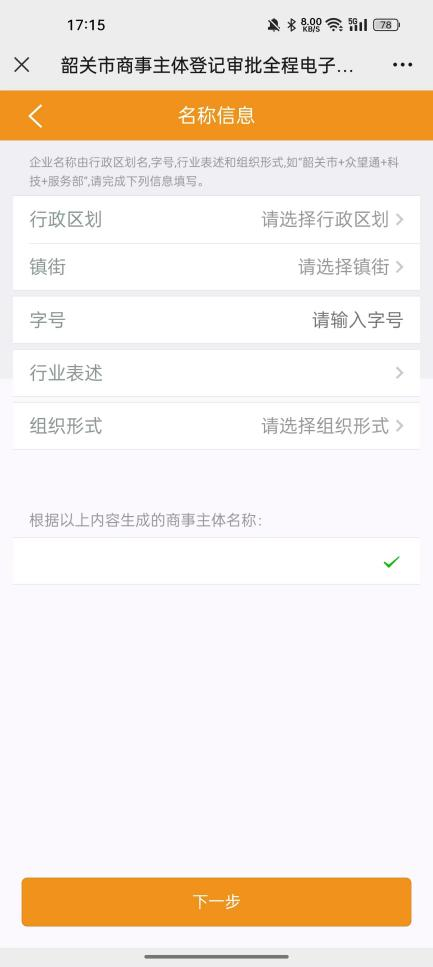 17:15 8.00 KB/S 5G 78
韶关市商事主体登记审批全程电子...
名称信息
企业名称由行政区划名,字号,行业表述和组织形式,如"韶关市+众望通+科
技+服务部",请完成下列信息填写。
行政区划 请选择行政区划
镇街 请选择镇街
字号 请输入字号
行业表述
组织形式 请选择组织形式
根据以上内容生成的商事主体名称:
下一步